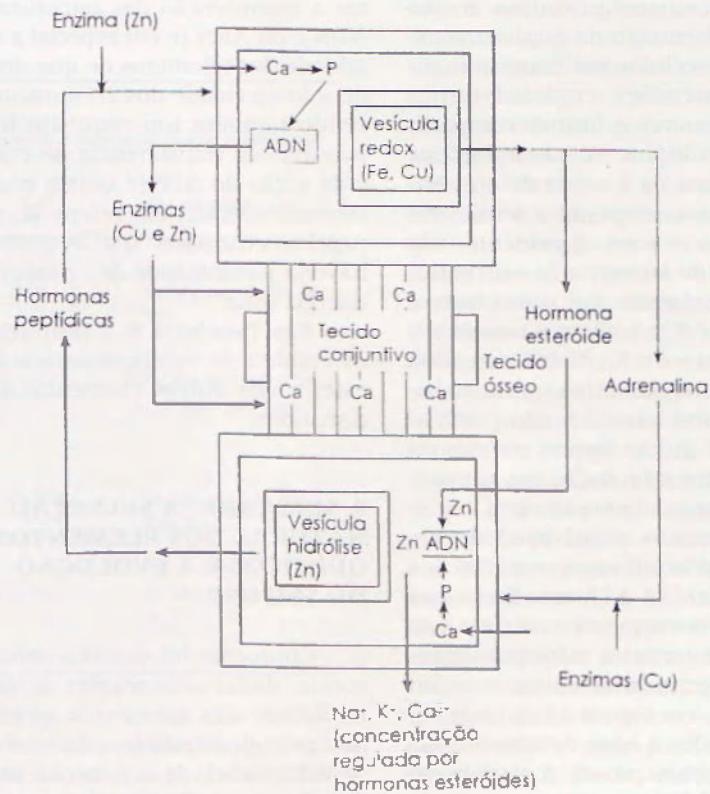 Enzima (Zn)
Ca
P
ADN
Vesícula
redox
(Fe, Cu)
Enzimas
(Cu e Zn)
Ca
Ca
Hormonas
peptídicas
Tecido
conjuntivo
Hormona
esteróide
Tecido
ósseo
Adrenalina
Ca
Ca
Ca
Ca
Vesícula
hidrólise
(Zn)
Zn
Zn
ADN
P
Ca
Enzimas (Cu)
Na+, K+, Ca
(concentração
regulada por
hormonas esteróides)